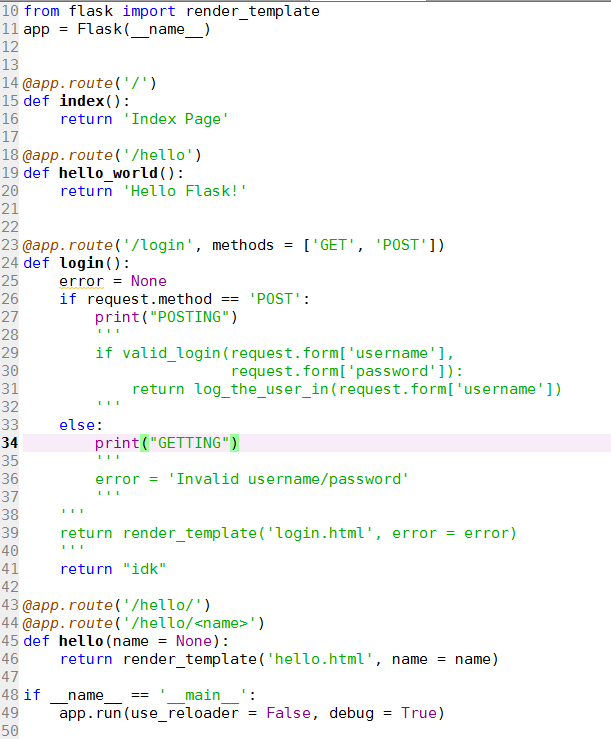 10 from flask import render_template
11 app = Flask(__name__)
12
13
14 @app.route('/')
15 def index():
16     return 'Index Page'
17
18 @app.route('/hello')
19 def hello_world():
20     return 'Hello Flask!'
21
22
23 @app.route('/login', methods = ['GET', 'POST'])
24 def login():
25     error = None
26     if request.method == 'POST':
27         print("POSTING")
28         '''
29         if valid_login(request.form['username'],
30                        request.form['password']):
31             return log_the_user_in(request.form['username'])
32         '''
33     else:
34         print("GETTING")
35         '''
36         error = 'Invalid username/password'
37         '''
38     '''
39     return render_template('login.html', error = error)
40     '''
41     return "idk"
42
43 @app.route('/hello/')
44 @app.route('/hello/<name>')
45 def hello(name = None):
46     return render_template('hello.html', name = name)
47
48 if __name__ == '__main__':
49     app.run(use_reloader = False, debug = True)
50